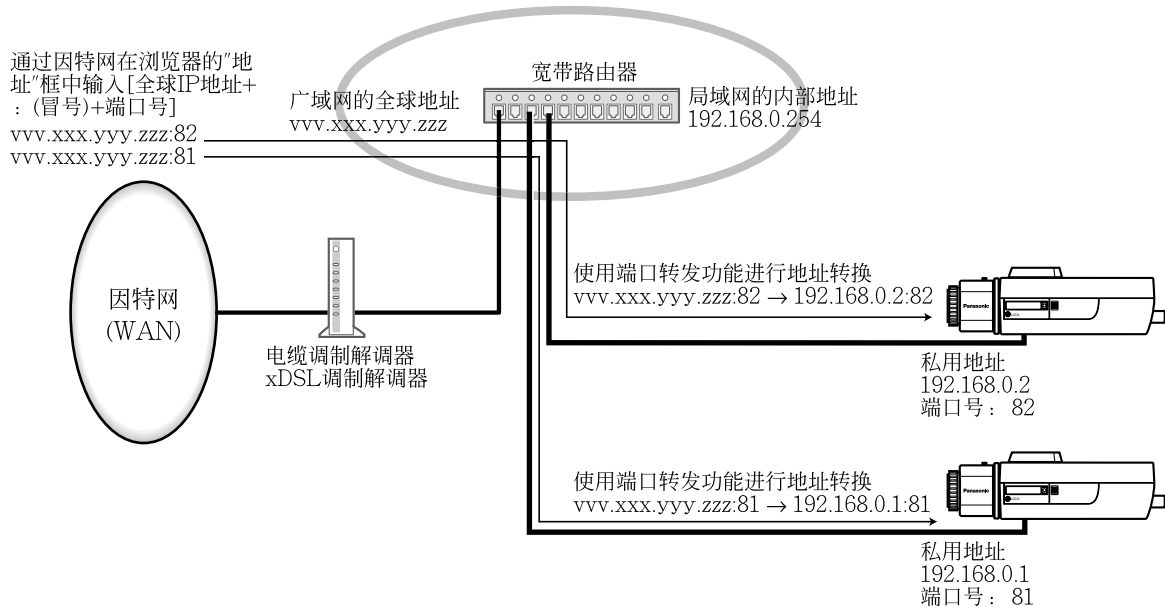 通过因特网在浏览器的"地
址"框中输入[全球IP地址+
：(冒号)+端口号]
vvv.xxx.yyy.zzz:82
vvv.xxx.yyy.zzz:81
广域网的全球地址
vvv.xxx.yyy.zzz
宽带路由器
局域网的内部地址
192.168.0.254
因特网
(WAN)
电缆调制解调器
xDSL调制解调器
使用端口转发功能进行地址转换
vvv.xxx.yyy.zzz:82 → 192.168.0.2:82
Panasonic
私用地址
192.168.0.2
端口号： 82
使用端口转发功能进行地址转换
vvv.xxx.yyy.zzz:81 → 192.168.0.1:81
Panasonic
私用地址
192.168.0.1
端口号： 81